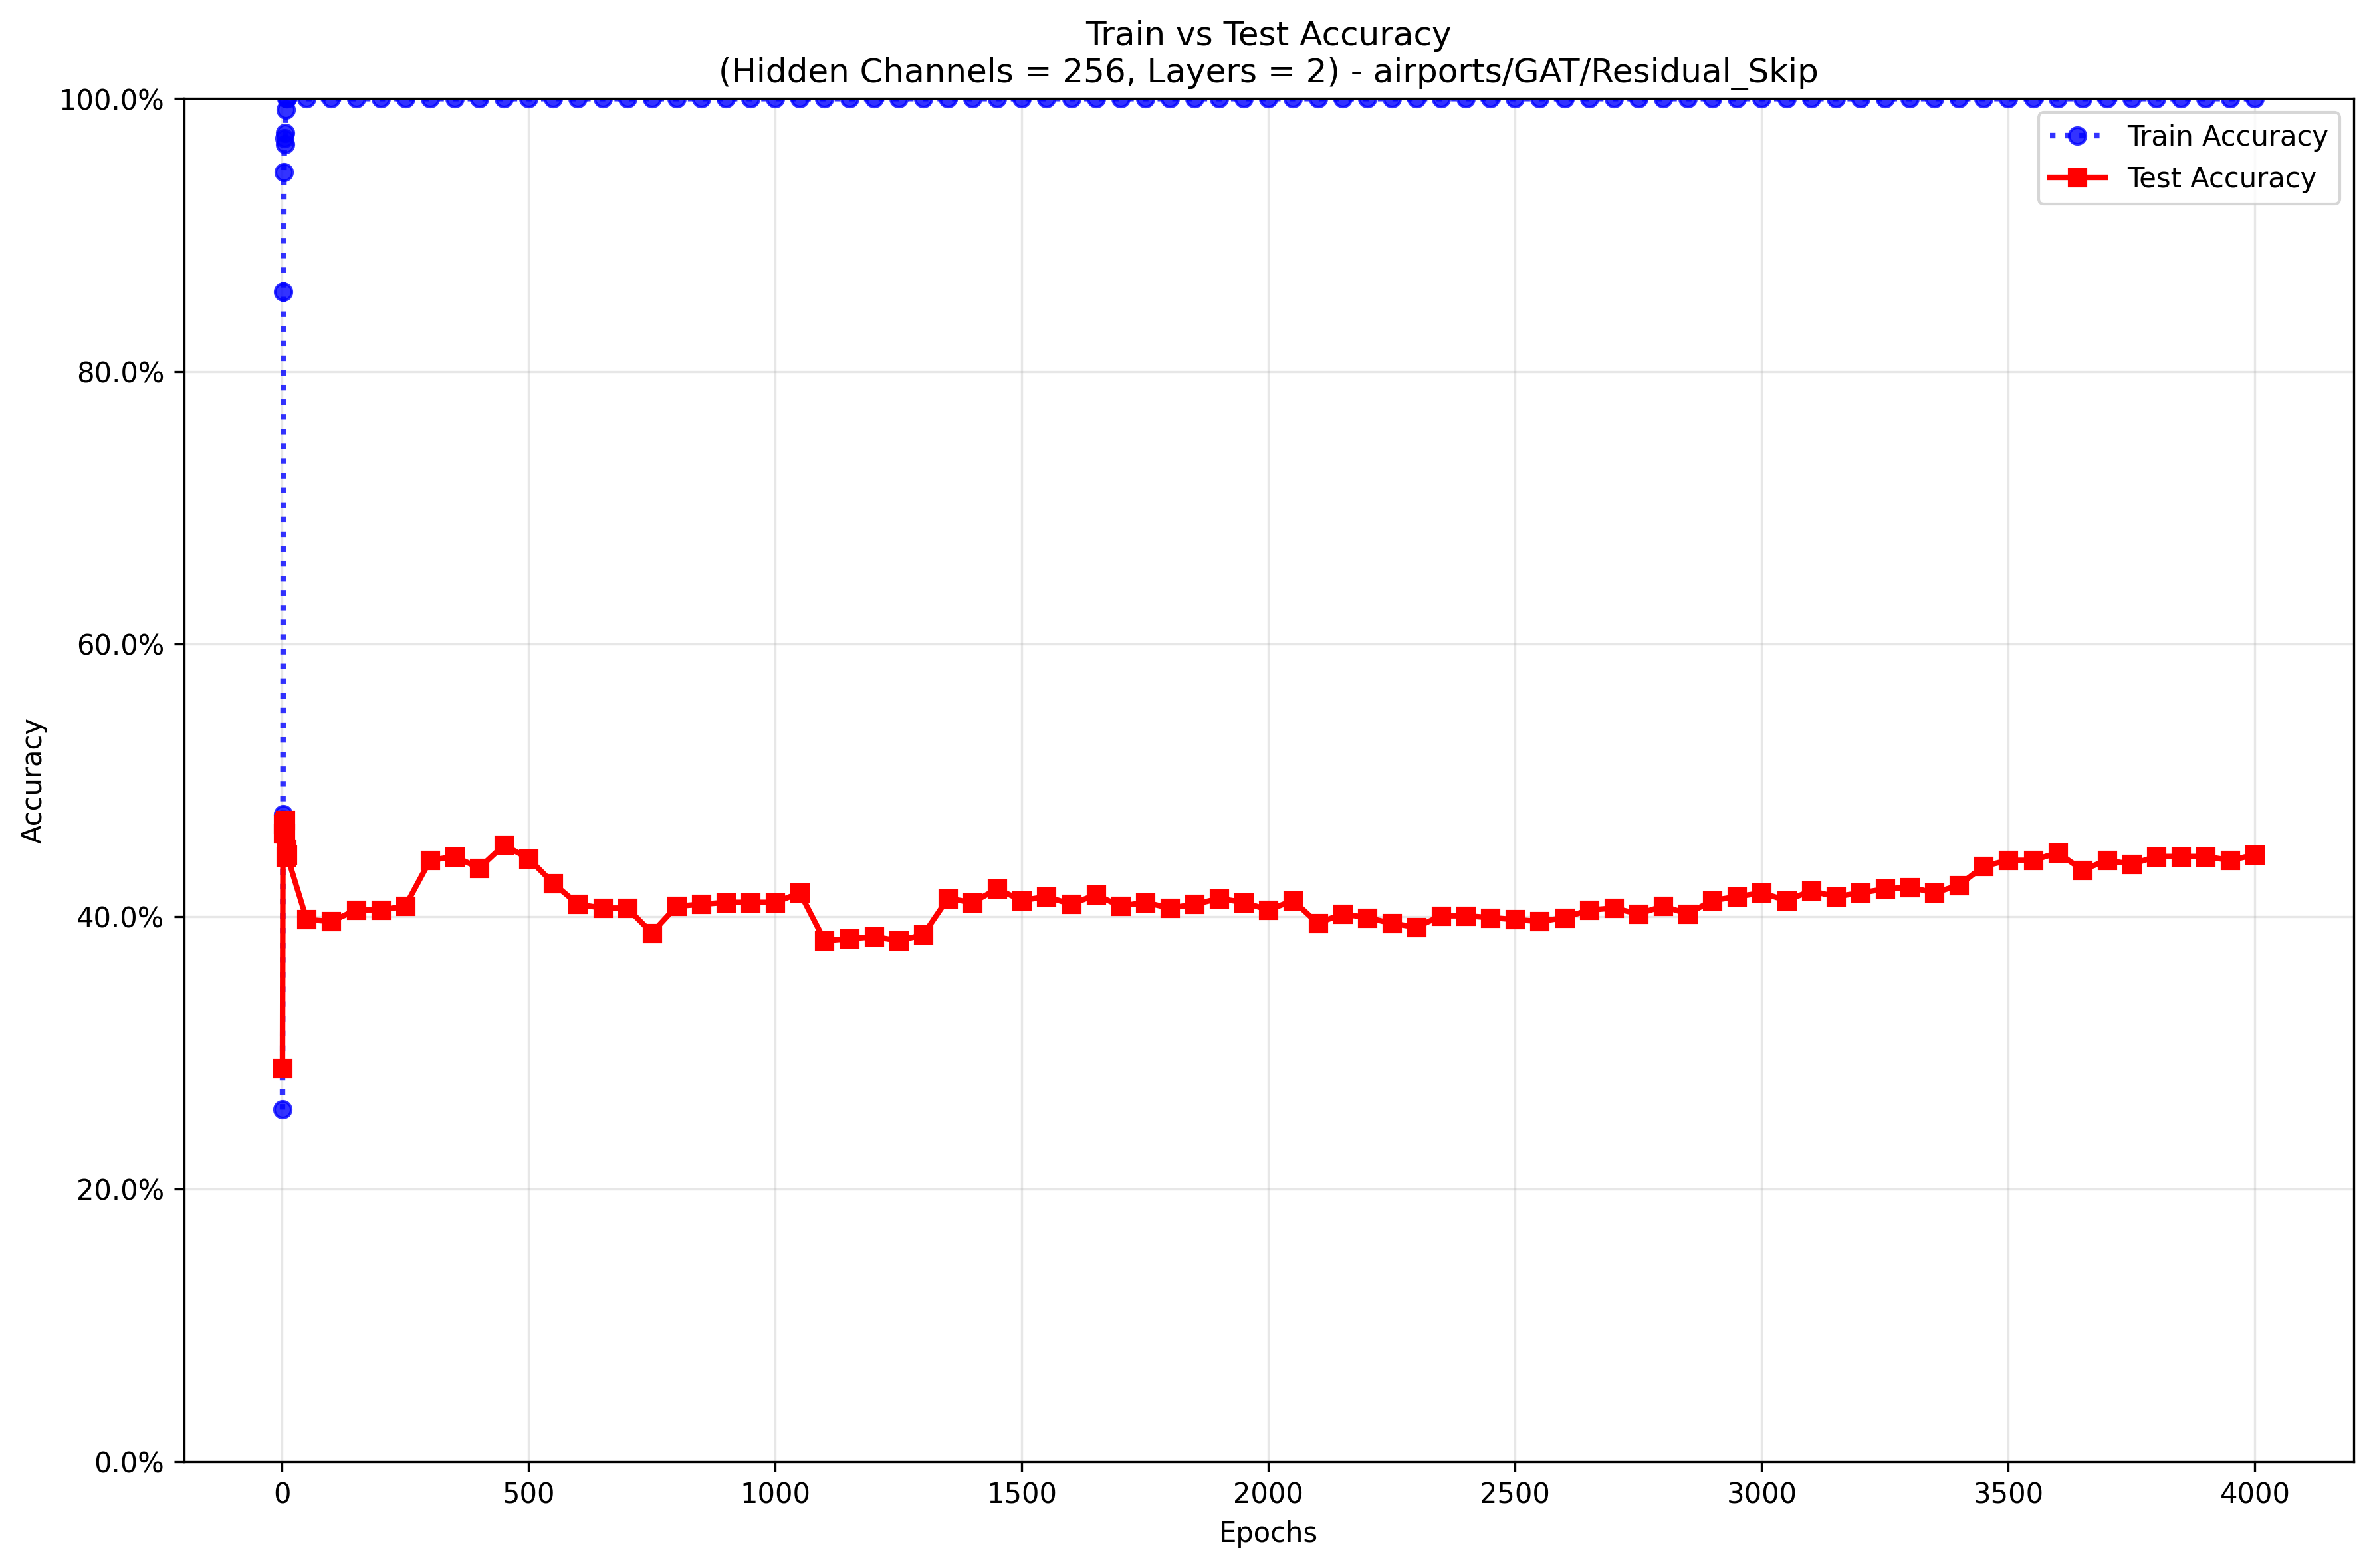 Train vs Test Accuracy
(Hidden Channels = 256, Layers = 2) - airports/GAT/Residual_Skip
100.0%
80.0%
60.0%
40.0%
20.0%
0.0%
Accuracy
Train Accuracy
Test Accuracy
0 500 1000 1500 2000 2500 3000 3500 4000
Epochs